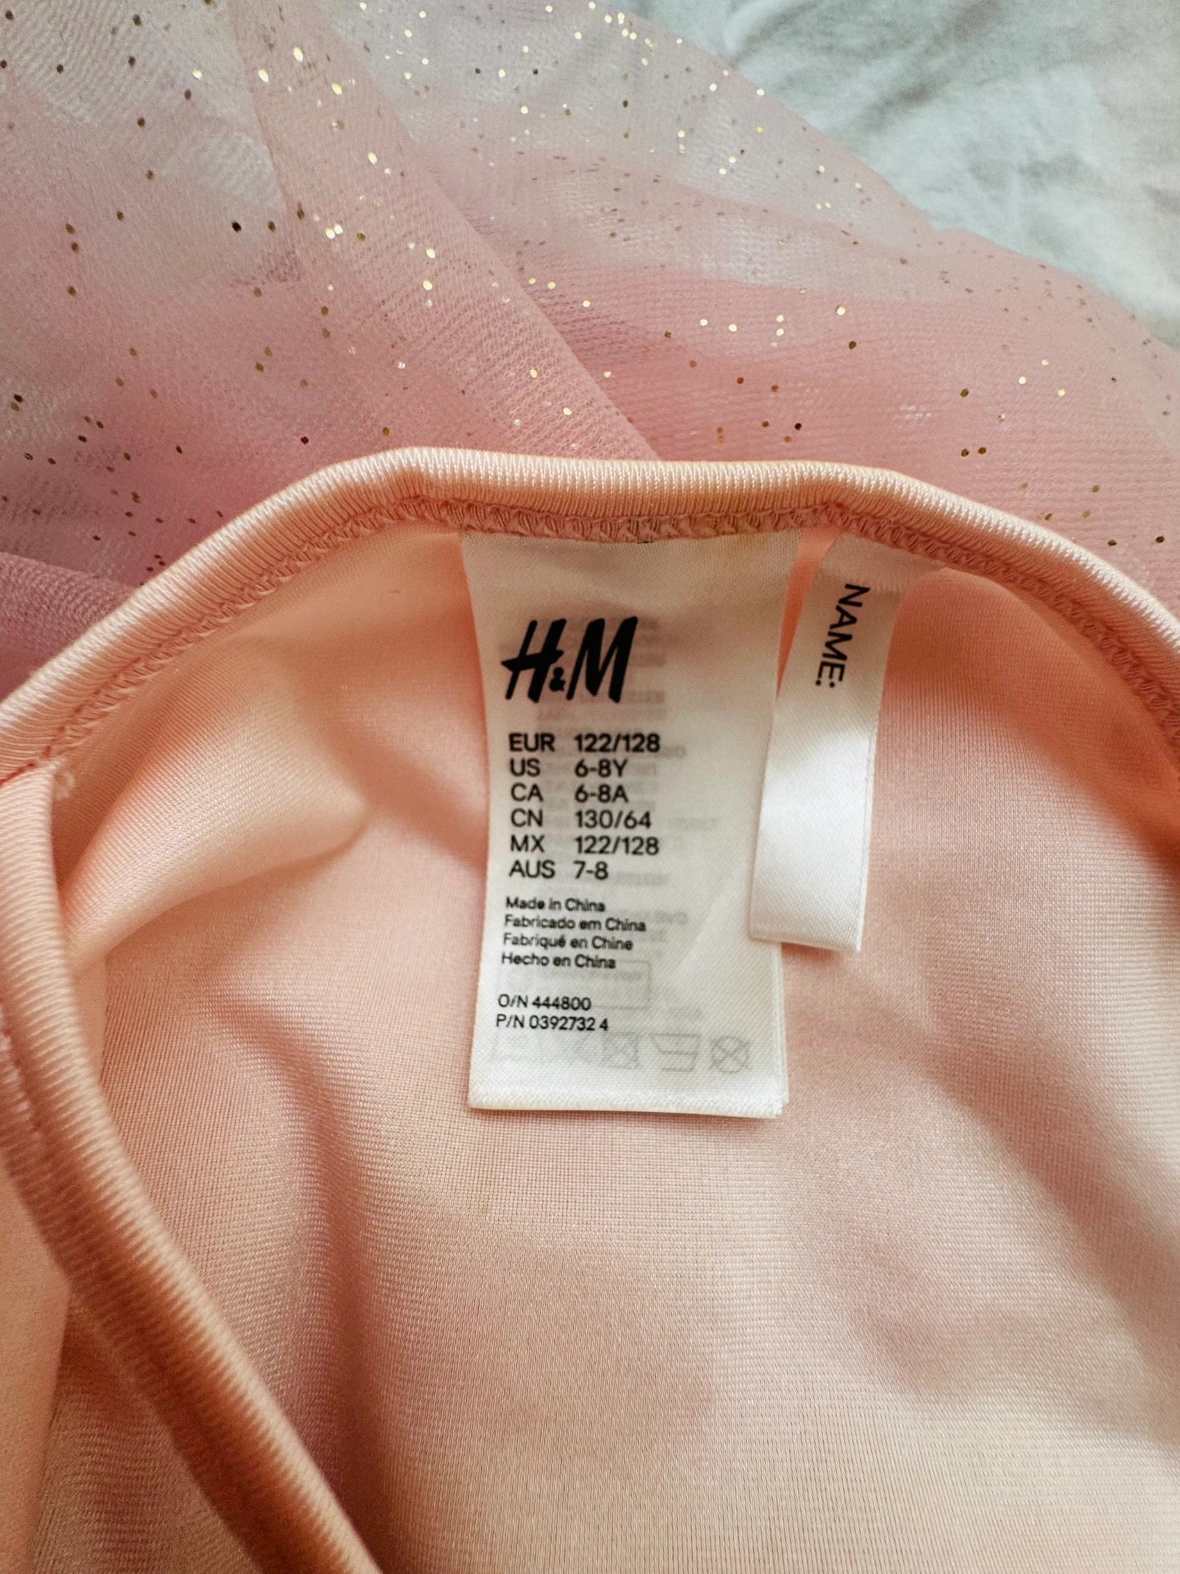 H&M
EUR 122/128
US 6-8Y
CA 6-8A
CN 130/64
MX 122/128
AUS 7-8
Made in China
Fabricado em China
Fabriqué en Chine
Hecho en China
O/N 444800
P/N 0392732 4
NAME: